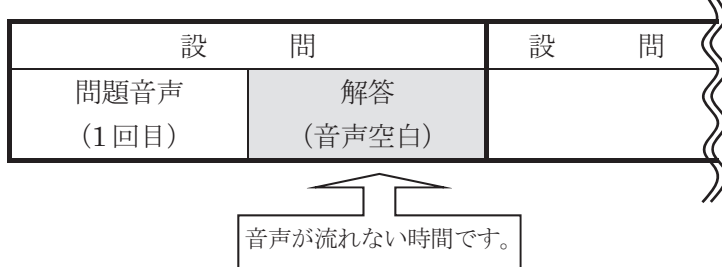 設問
設問
問題音声
(1回目)
解答
(音声空白)
音声が流れない時間です。